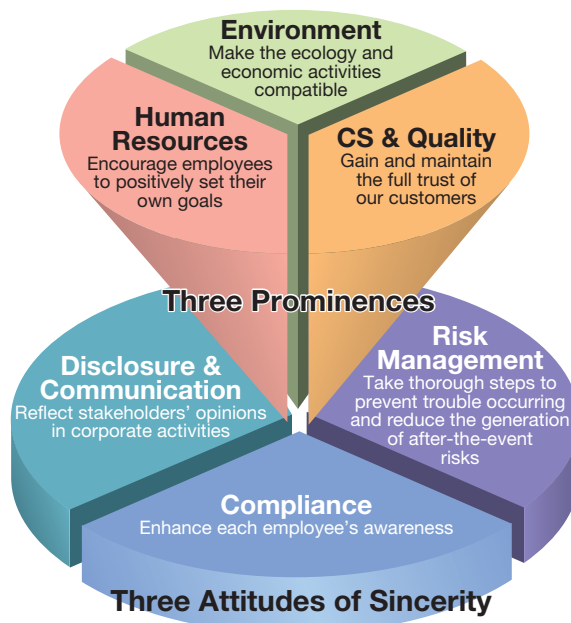 Environment
Make the ecology and
economic activities
compatible
Human
Resources
Encourage employees
to positively set their
own goals
CS & Quality
Gain and maintain
the full trust of
our customers
Three Prominences
Disclosure &
Communication
Reflect stakeholders’ opinions
in corporate activities
Risk
Management
Take thorough steps to
prevent trouble occurring
and reduce the generation
of after-the-event
risks
Compliance
Enhance each employee’s awareness
Three Attitudes of Sincerity